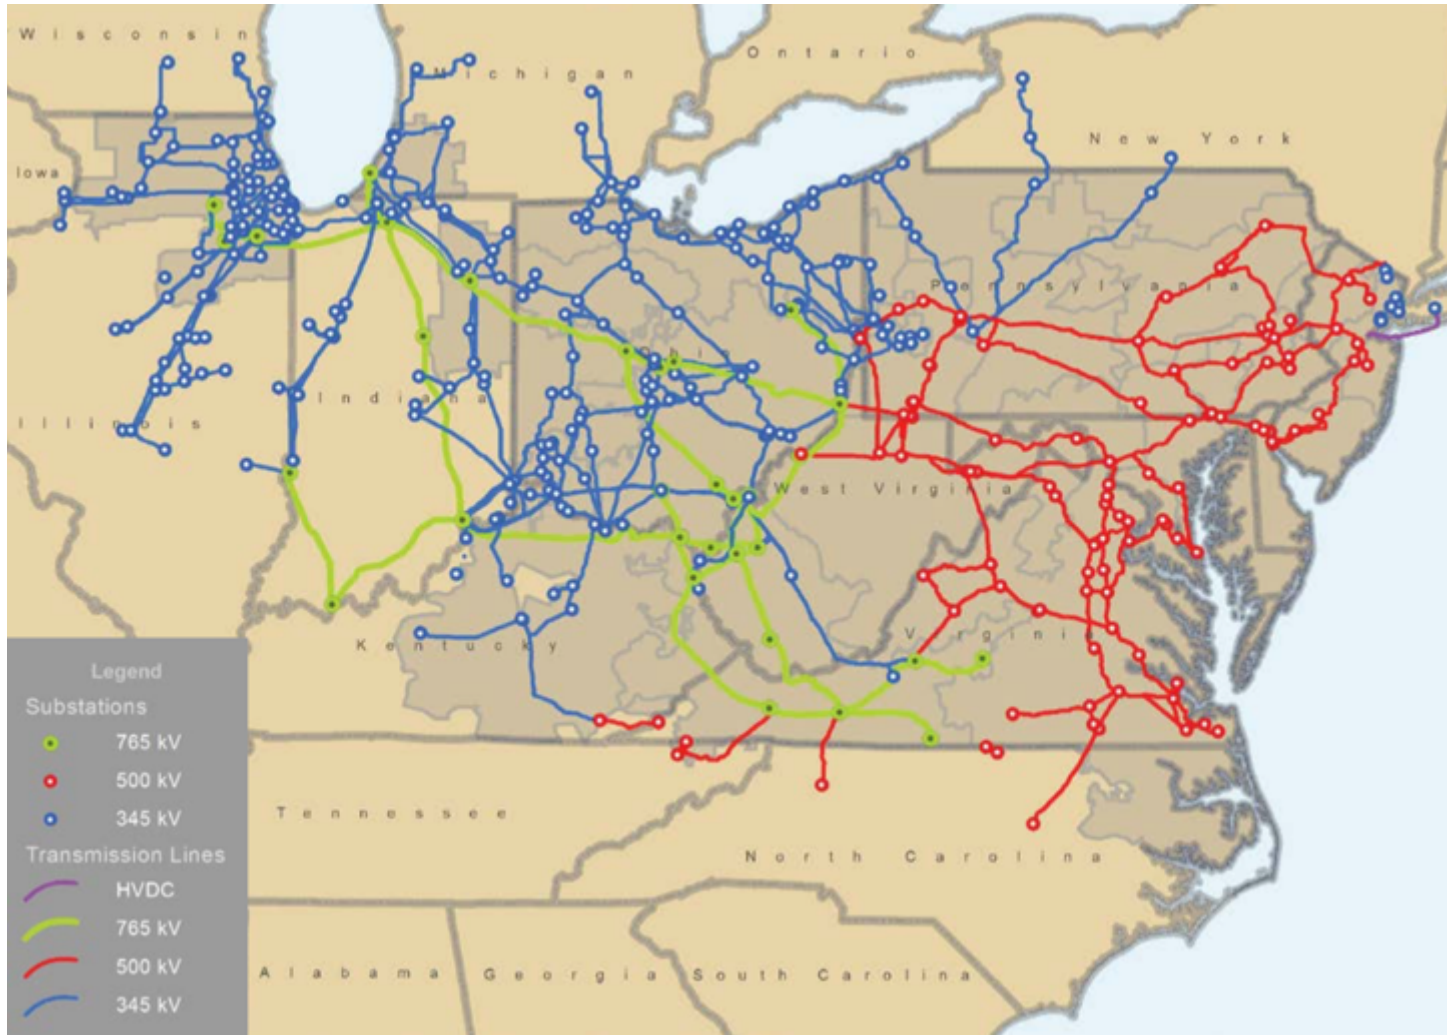 Wisconsin
Michigan
Ontario
New York
Iowa
Pennsylvania
Ohio
Indiana
Illinois
West Virginia
Virginia
Kentucky
Tennessee
North Carolina
Alabama
Georgia
South Carolina
Legend
Substations
765 kV
500 kV
345 kV
Transmission Lines
HVDC
765 kV
500 kV
345 kV